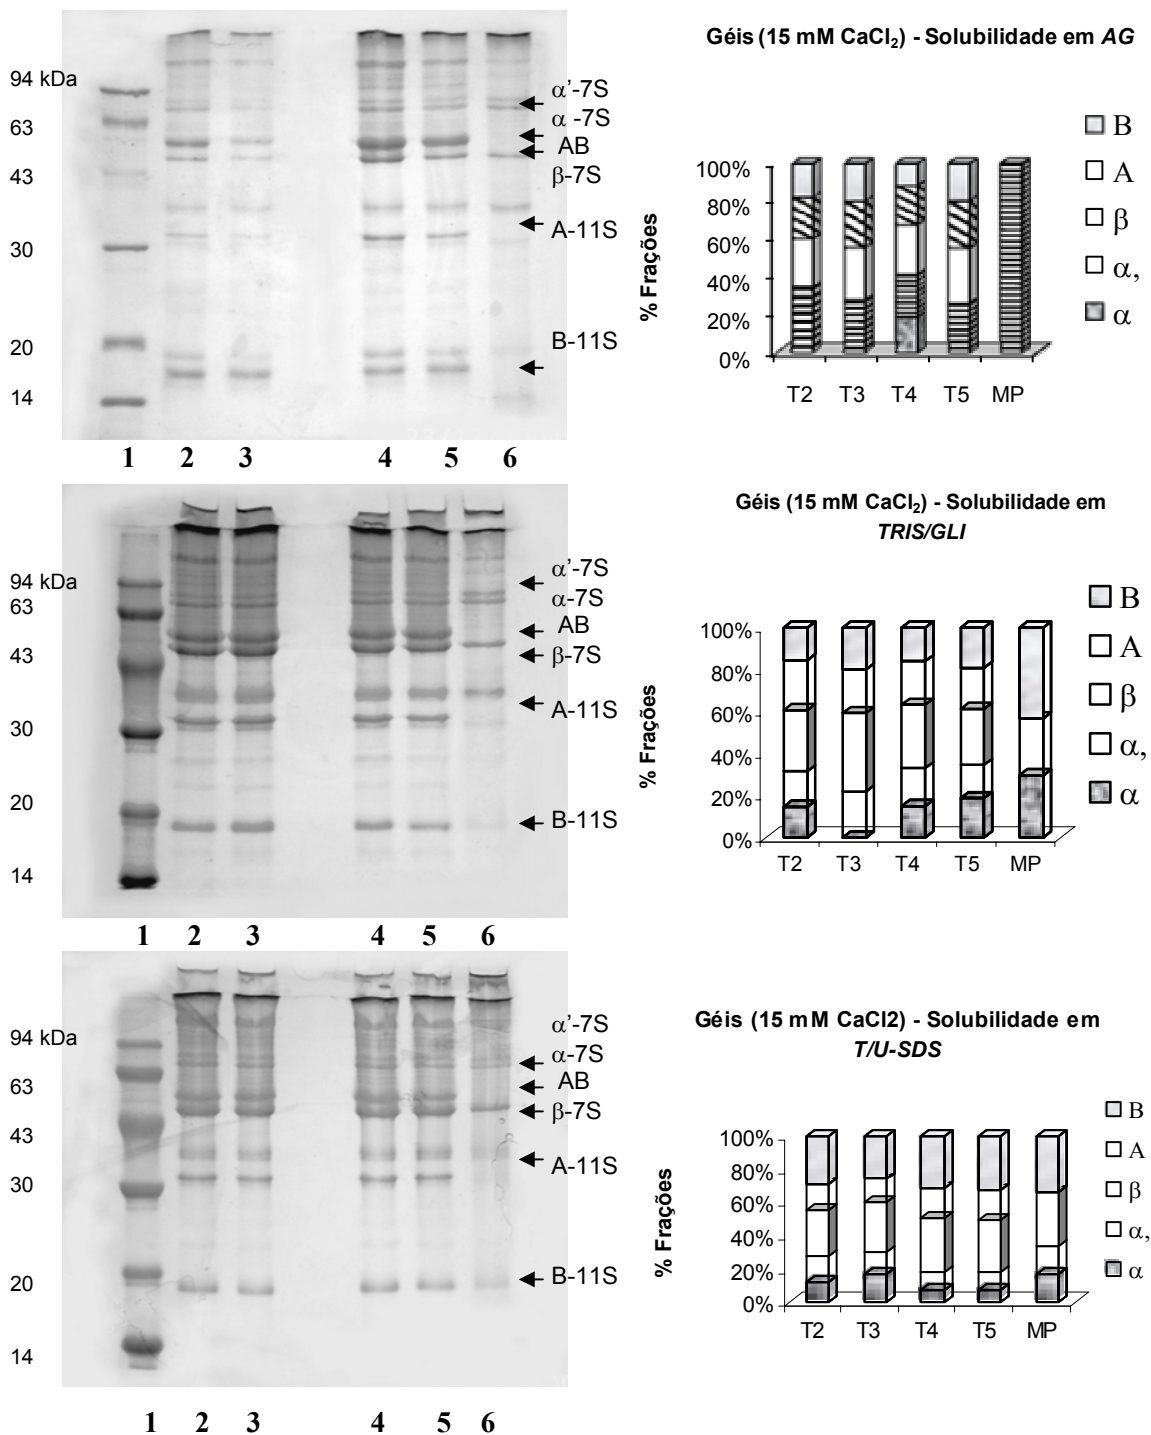 94 kDa
63
43
30
20
14
α'-7S
α -7S
AB
β-7S
A-11S
B-11S
1 2 3 4 5 6
Géis (15 mM CaCl₂) - Solubilidade em AG
% Frações
100%
80%
60%
40%
20%
0%
T2 T3 T4 T5 MP
B
A
β
α,
α
94 kDa
63
43
30
20
14
α'-7S
α-7S
AB
β-7S
A-11S
B-11S
1 2 3 4 5 6
Géis (15 mM CaCl₂) - Solubilidade em
TRIS/GLI
% Frações
100%
80%
60%
40%
20%
0%
T2 T3 T4 T5 MP
B
A
β
α,
α
94 kDa
63
43
30
20
14
α'-7S
α-7S
AB
β-7S
A-11S
B-11S
1 2 3 4 5 6
Géis (15 mM CaCl2) - Solubilidade em
T/U-SDS
% Frações
100%
80%
60%
40%
20%
0%
T2 T3 T4 T5 MP
B
A
β
α,
α